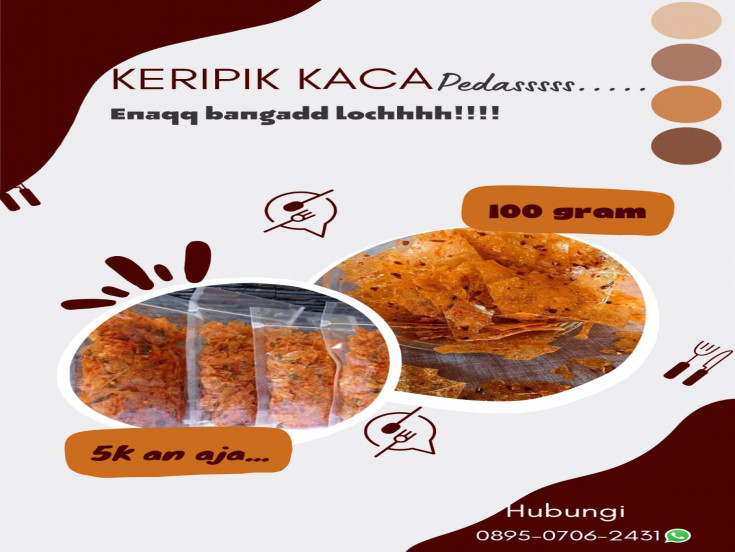 KERIPIK KACA Pedasssss.....
Enaqq bangadd lochhhh!!!!
100 gram
5k an aja...
Hubungi
0895-0706-2431